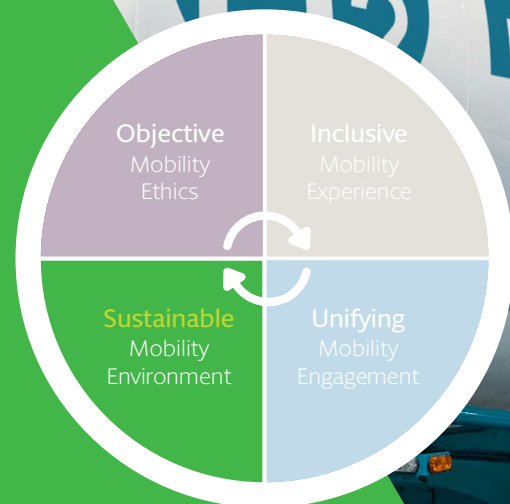 Objective
Mobility
Ethics
Inclusive
Mobility
Experience
Sustainable
Mobility
Environment
Unifying
Mobility
Engagement